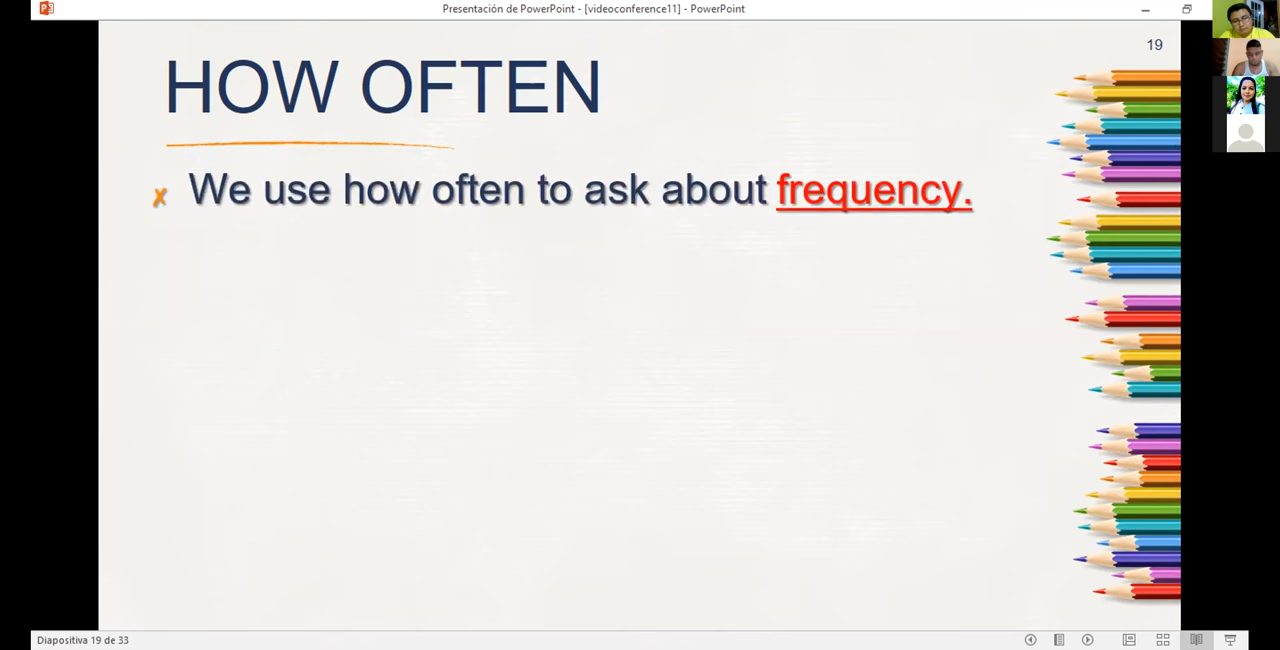 Presentación de PowerPoint - [videoconference11] - PowerPoint
19
HOW OFTEN
We use how often to ask about frequency.
Diapositiva 19 de 33